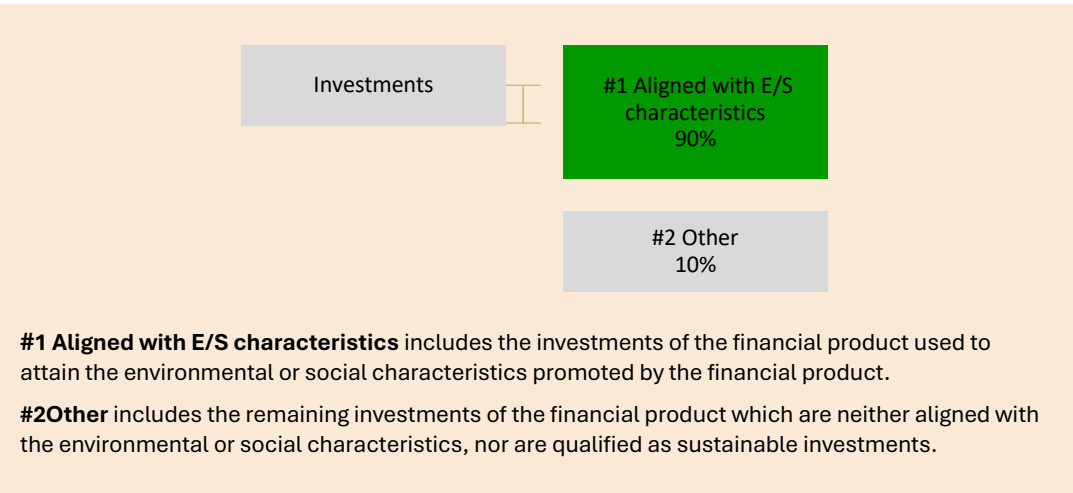 Investments
#1 Aligned with E/S
characteristics
90%
#2 Other
10%
#1 Aligned with E/S characteristics includes the investments of the financial product used to
attain the environmental or social characteristics promoted by the financial product.
#2Other includes the remaining investments of the financial product which are neither aligned with
the environmental or social characteristics, nor are qualified as sustainable investments.